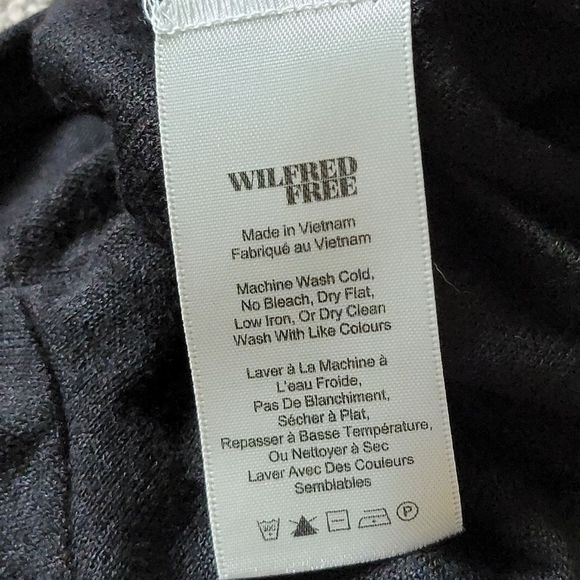 WILFRED
FREE
Made in Vietnam
Fabriqué au Vietnam
Machine Wash Cold,
No Bleach, Dry Flat,
Low Iron, Or Dry Clean
Wash With Like Colours
Laver à La Machine à
L'eau Froide,
Pas De Blanchiment,
Sécher à Plat,
Repasser à Basse Température,
Ou Nettoyer à Sec
Laver Avec Des Couleurs
Semblables
P